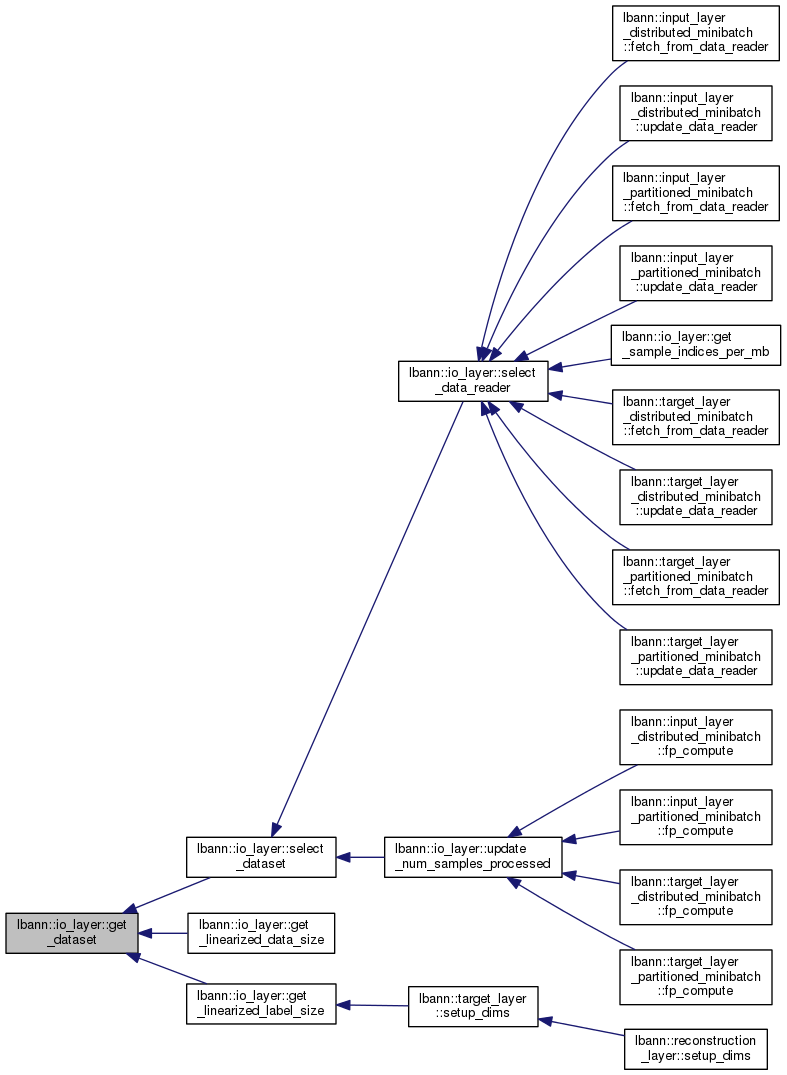 lbann::input_layer
_distributed_minibatch
::fetch_from_data_reader
lbann::input_layer
_distributed_minibatch
::update_data_reader
lbann::input_layer
_partitioned_minibatch
::fetch_from_data_reader
lbann::input_layer
_partitioned_minibatch
::update_data_reader
lbann::io_layer::get
_sample_indices_per_mb
lbann::io_layer::select
_data_reader
lbann::target_layer
_distributed_minibatch
::fetch_from_data_reader
lbann::target_layer
_distributed_minibatch
::update_data_reader
lbann::target_layer
_partitioned_minibatch
::fetch_from_data_reader
lbann::target_layer
_partitioned_minibatch
::update_data_reader
lbann::input_layer
_distributed_minibatch
::fp_compute
lbann::input_layer
_partitioned_minibatch
::fp_compute
lbann::io_layer::select
_dataset
lbann::io_layer::update
_num_samples_processed
lbann::target_layer
_distributed_minibatch
::fp_compute
lbann::io_layer::get
_dataset
lbann::io_layer::get
_linearized_data_size
lbann::target_layer
_partitioned_minibatch
::fp_compute
lbann::io_layer::get
_linearized_label_size
lbann::target_layer
::setup_dims
lbann::reconstruction
_layer::setup_dims